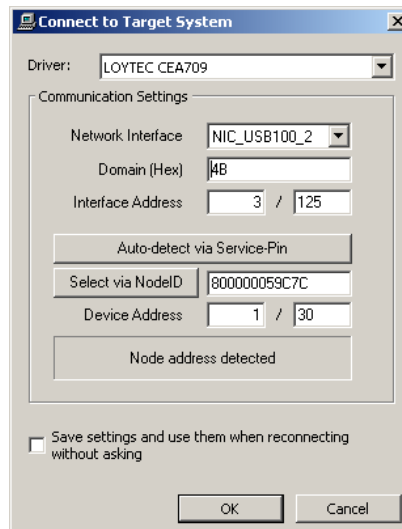 Connect to Target System
Driver: LOYTEC CEA709
Communication Settings
Network Interface NIC_USB100_2
Domain (Hex) 4B
Interface Address 3 / 125
Auto-detect via Service-Pin
Select via NodeID 800000059C7C
Device Address 1 / 30
Node address detected
Save settings and use them when reconnecting
without asking
OK Cancel